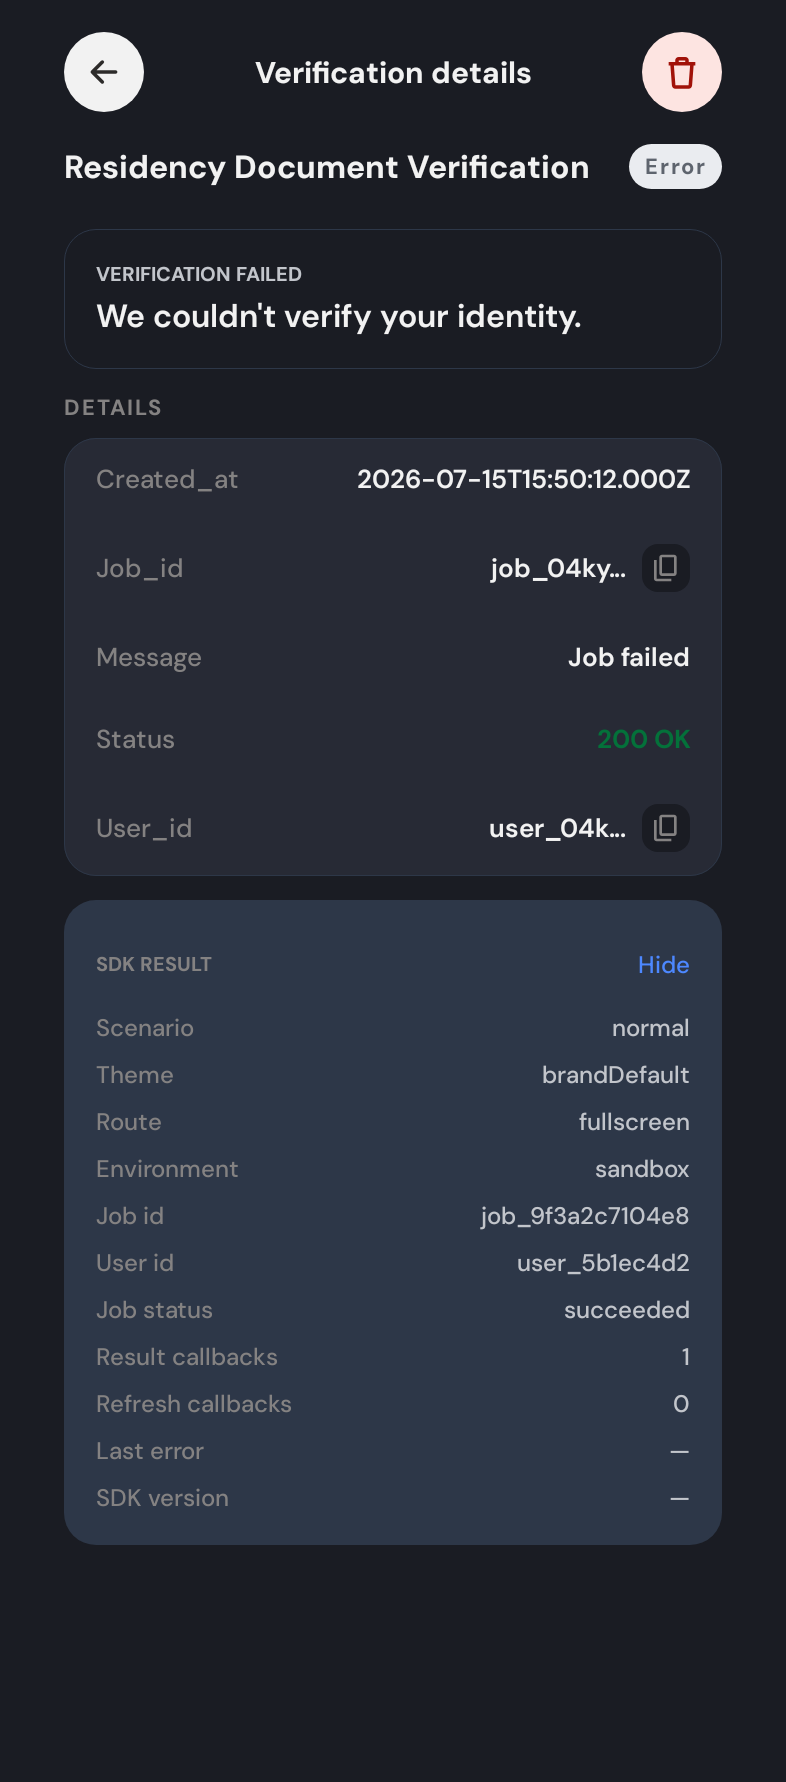 Verification details
Residency Document Verification Error
VERIFICATION FAILED
We couldn't verify your identity.
DETAILS
Created_at 2026-07-15T15:50:12.000Z
Job_id job_04ky...
Message Job failed
Status 200 OK
User_id user_04k...
SDK RESULT Hide
Scenario normal
Theme brandDefault
Route fullscreen
Environment sandbox
Job id job_9f3a2c7104e8
User id user_5b1ec4d2
Job status succeeded
Result callbacks 1
Refresh callbacks 0
Last error —
SDK version —